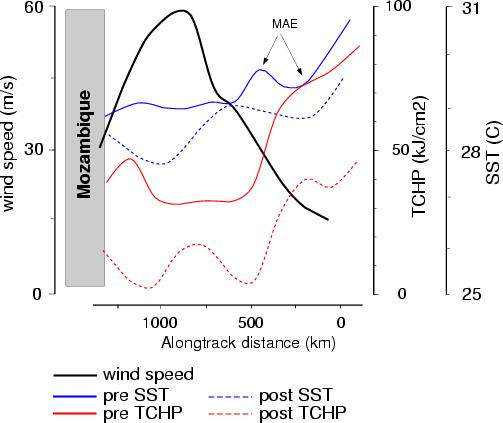 60
30
0
wind speed (m/s)
Mozambique
MAE
100
50
0
TCHP (kJ/cm2)
31
28
25
SST (C)
1000 500 0
Alongtrack distance (km)
wind speed
pre SST post SST
pre TCHP post TCHP